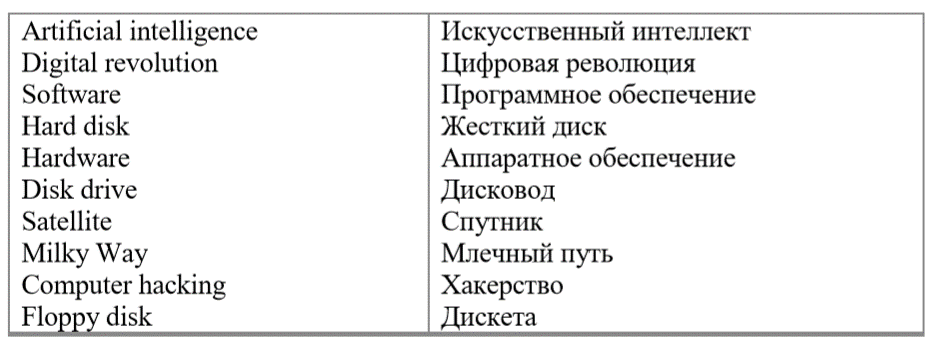 Artificial intelligence Искусственный интеллект
Digital revolution Цифровая революция
Software Программное обеспечение
Hard disk Жесткий диск
Hardware Аппаратное обеспечение
Disk drive Дисковод
Satellite Спутник
Milky Way Млечный путь
Computer hacking Хакерство
Floppy disk Дискета